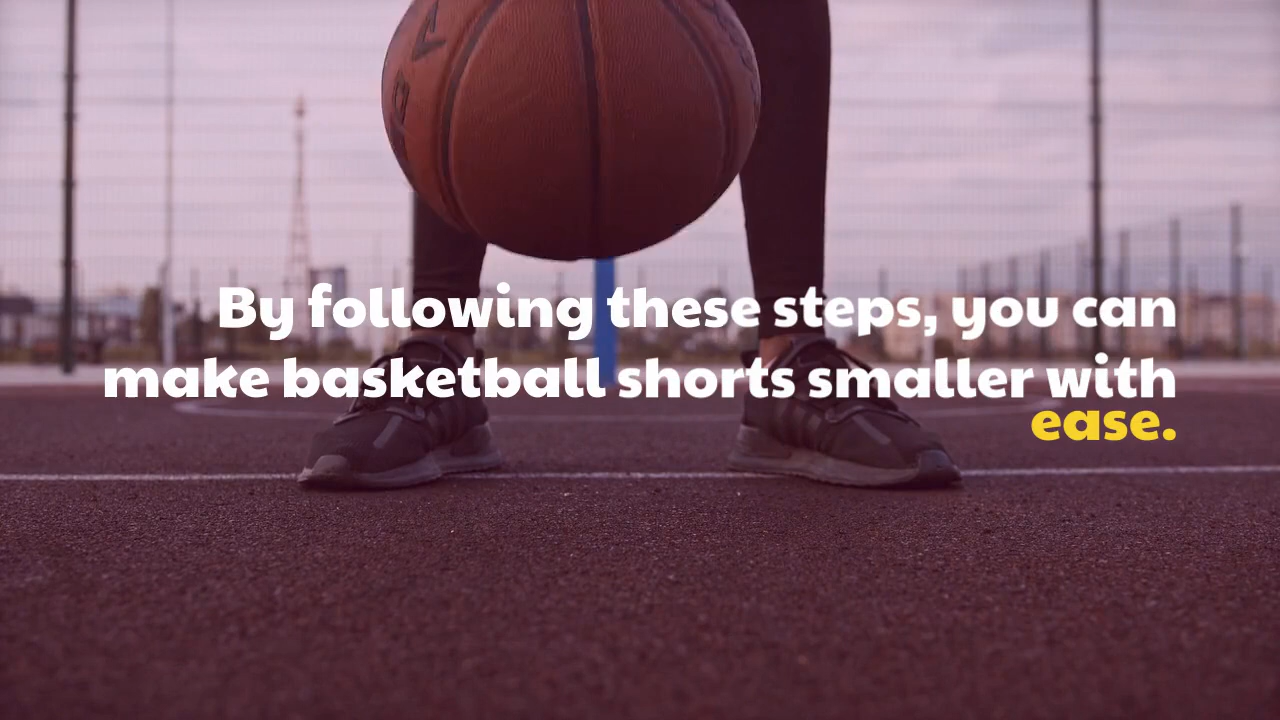 By following these steps, you can
make basketball shorts smaller with
ease.